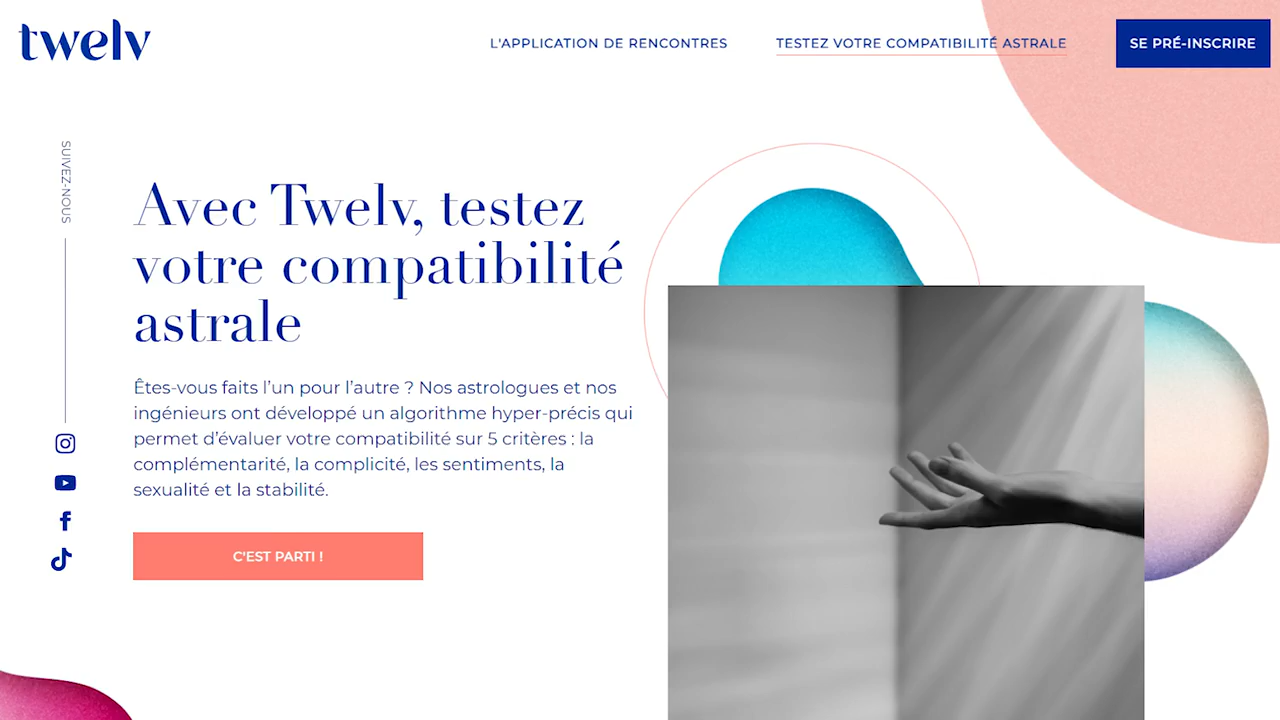 twelv
L'APPLICATION DE RENCONTRES
TESTEZ VOTRE COMPATIBILITÉ ASTRALE
SE PRÉ-INSCRIRE
SUIVEZ-NOUS
Avec Twelv, testez
votre compatibilité
astrale
Êtes-vous faits l'un pour l'autre ? Nos astrologues et nos
ingénieurs ont développé un algorithme hyper-précis qui
permet d'évaluer votre compatibilité sur 5 critères : la
complémentarité, la complicité, les sentiments, la
sexualité et la stabilité.
C'EST PARTI !